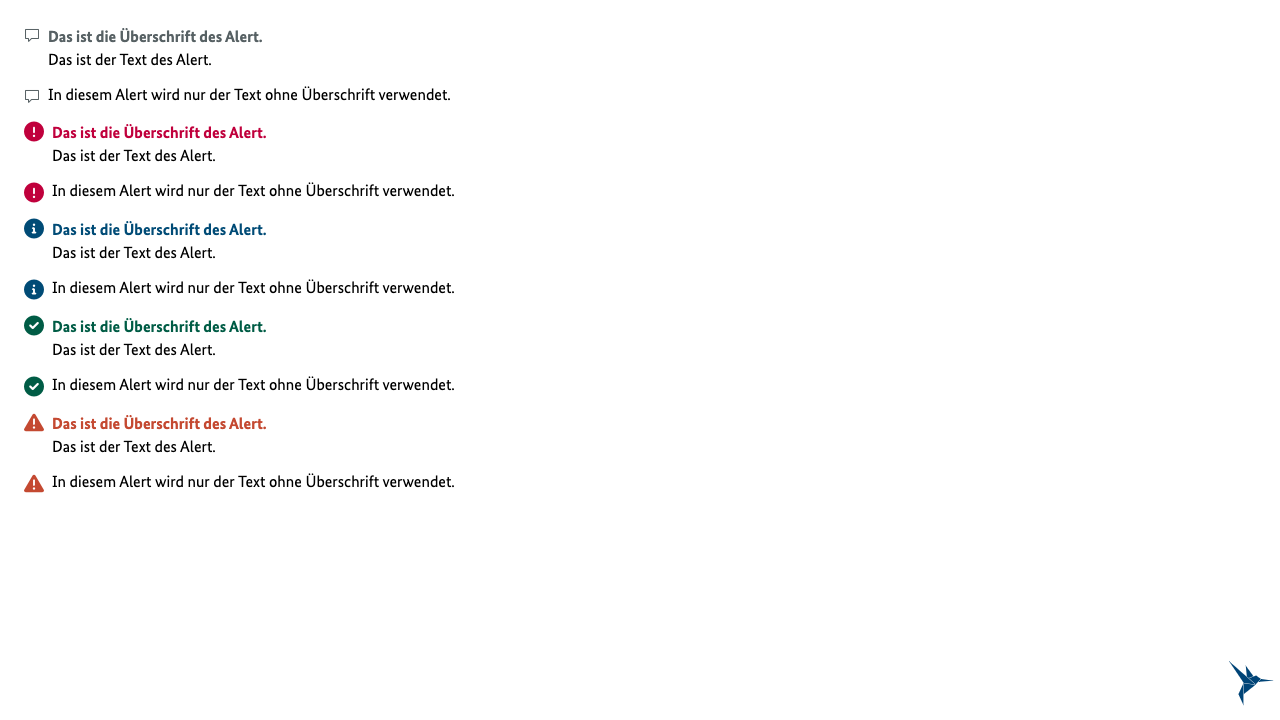 Das ist die Überschrift des Alert.
Das ist der Text des Alert.
In diesem Alert wird nur der Text ohne Überschrift verwendet.
Das ist die Überschrift des Alert.
Das ist der Text des Alert.
In diesem Alert wird nur der Text ohne Überschrift verwendet.
Das ist die Überschrift des Alert.
Das ist der Text des Alert.
In diesem Alert wird nur der Text ohne Überschrift verwendet.
Das ist die Überschrift des Alert.
Das ist der Text des Alert.
In diesem Alert wird nur der Text ohne Überschrift verwendet.
Das ist die Überschrift des Alert.
Das ist der Text des Alert.
In diesem Alert wird nur der Text ohne Überschrift verwendet.